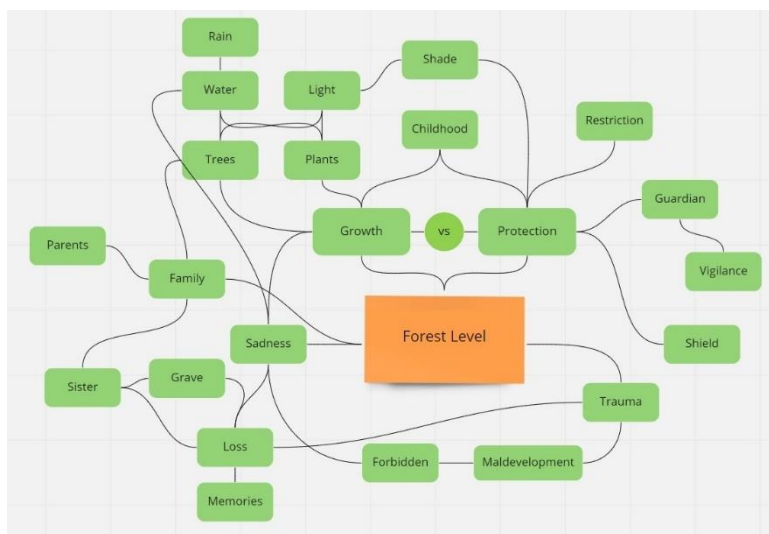 Rain
Shade
Water
Light
Restriction
Childhood
Trees
Plants
Guardian
Growth
vs
Protection
Parents
Vigilance
Family
Forest Level
Sadness
Shield
Grave
Sister
Trauma
Loss
Forbidden
Maldevelopment
Memories